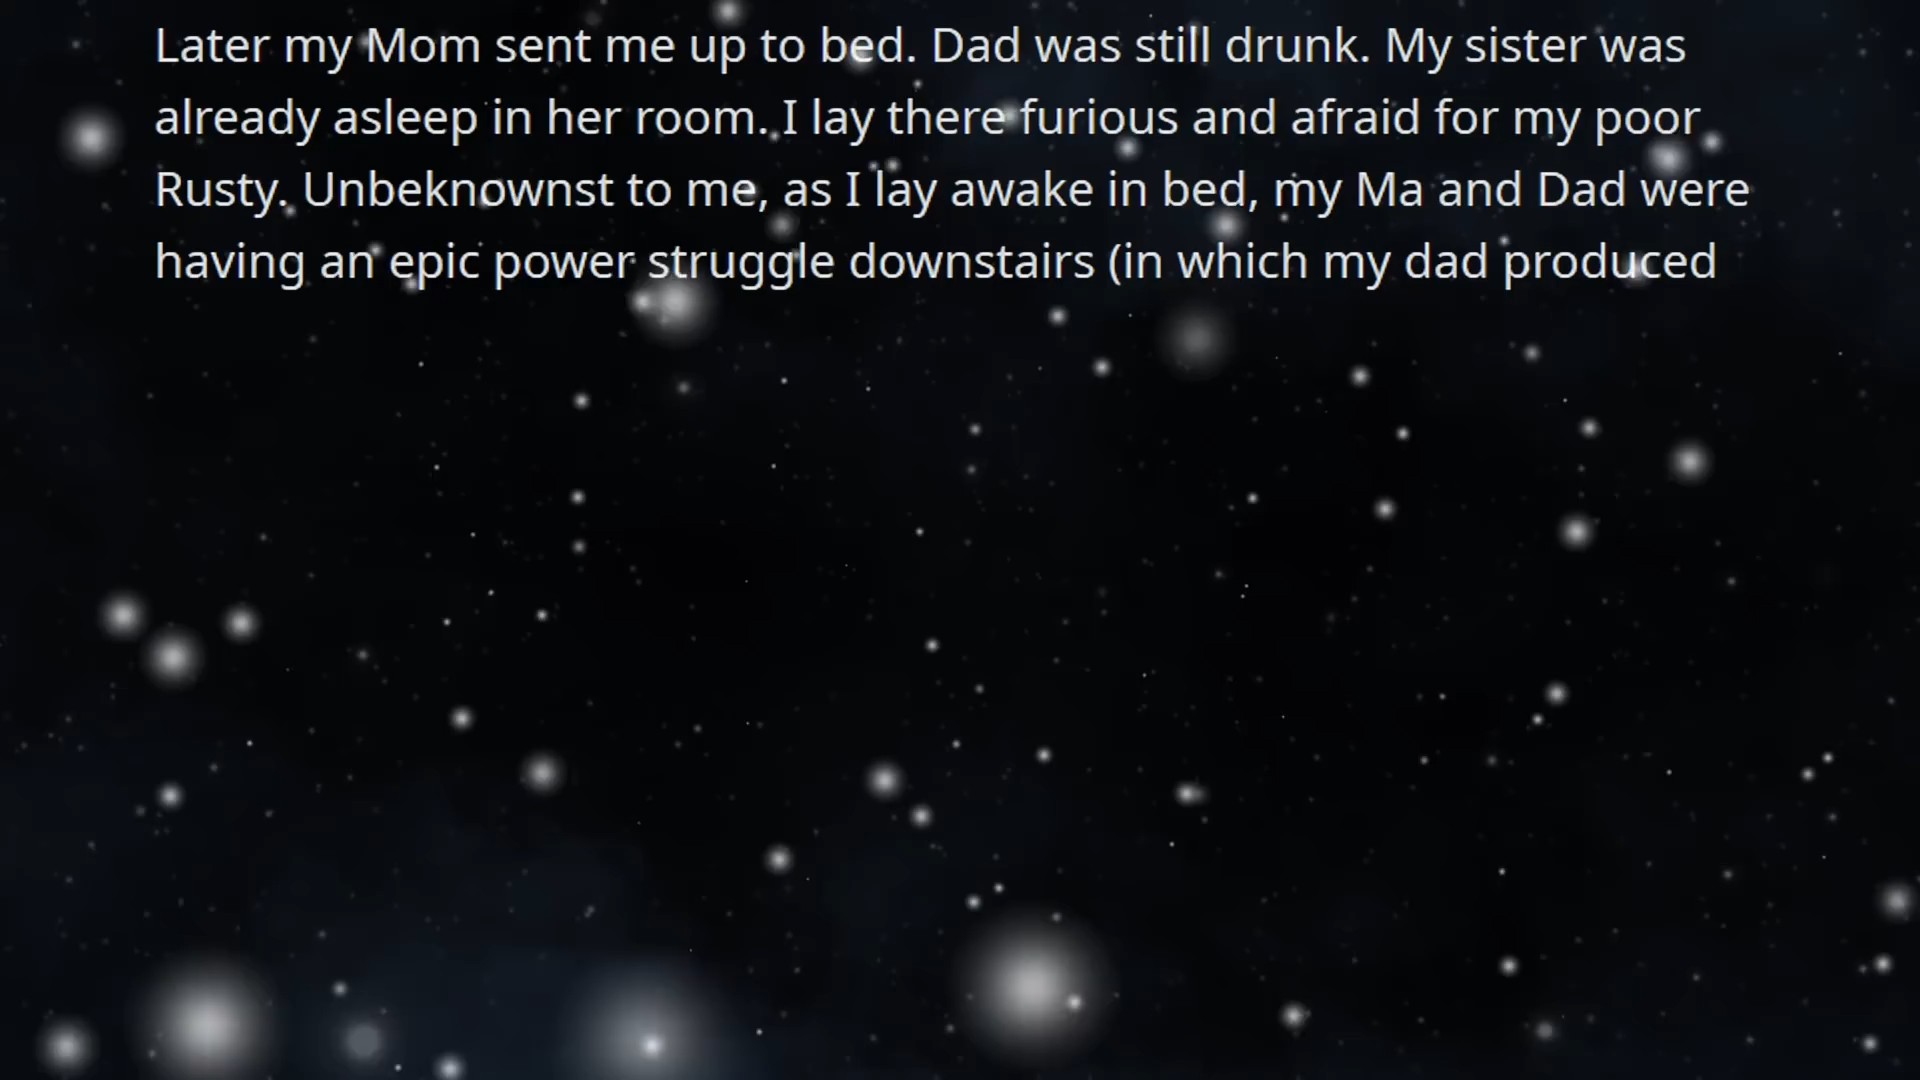 Later my Mom sent me up to bed. Dad was still drunk. My sister was
already asleep in her room. I lay there furious and afraid for my poor
Rusty. Unbeknownst to me, as I lay awake in bed, my Ma and Dad were
having an epic power struggle downstairs (in which my dad produced